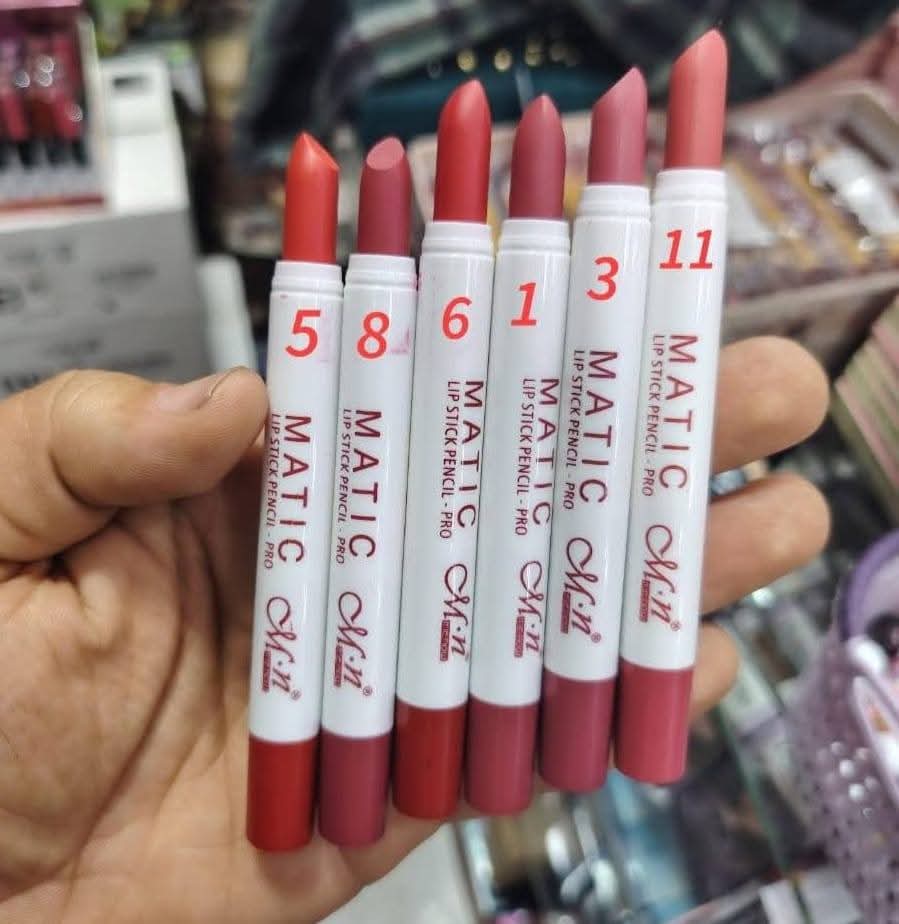 5
MATIC
LIP STICK PENCIL - PRO
M·n®
8
MATIC
LIP STICK PENCIL - PRO
M·n®
6
MATIC
LIP STICK PENCIL - PRO
M·n
1
MATIC
LIP STICK PENCIL - PRO
M·n
3
MATIC
LIP STICK PENCIL - PRO
M·n®
11
MATIC
LIP STICK PENCIL - PRO
M·n®